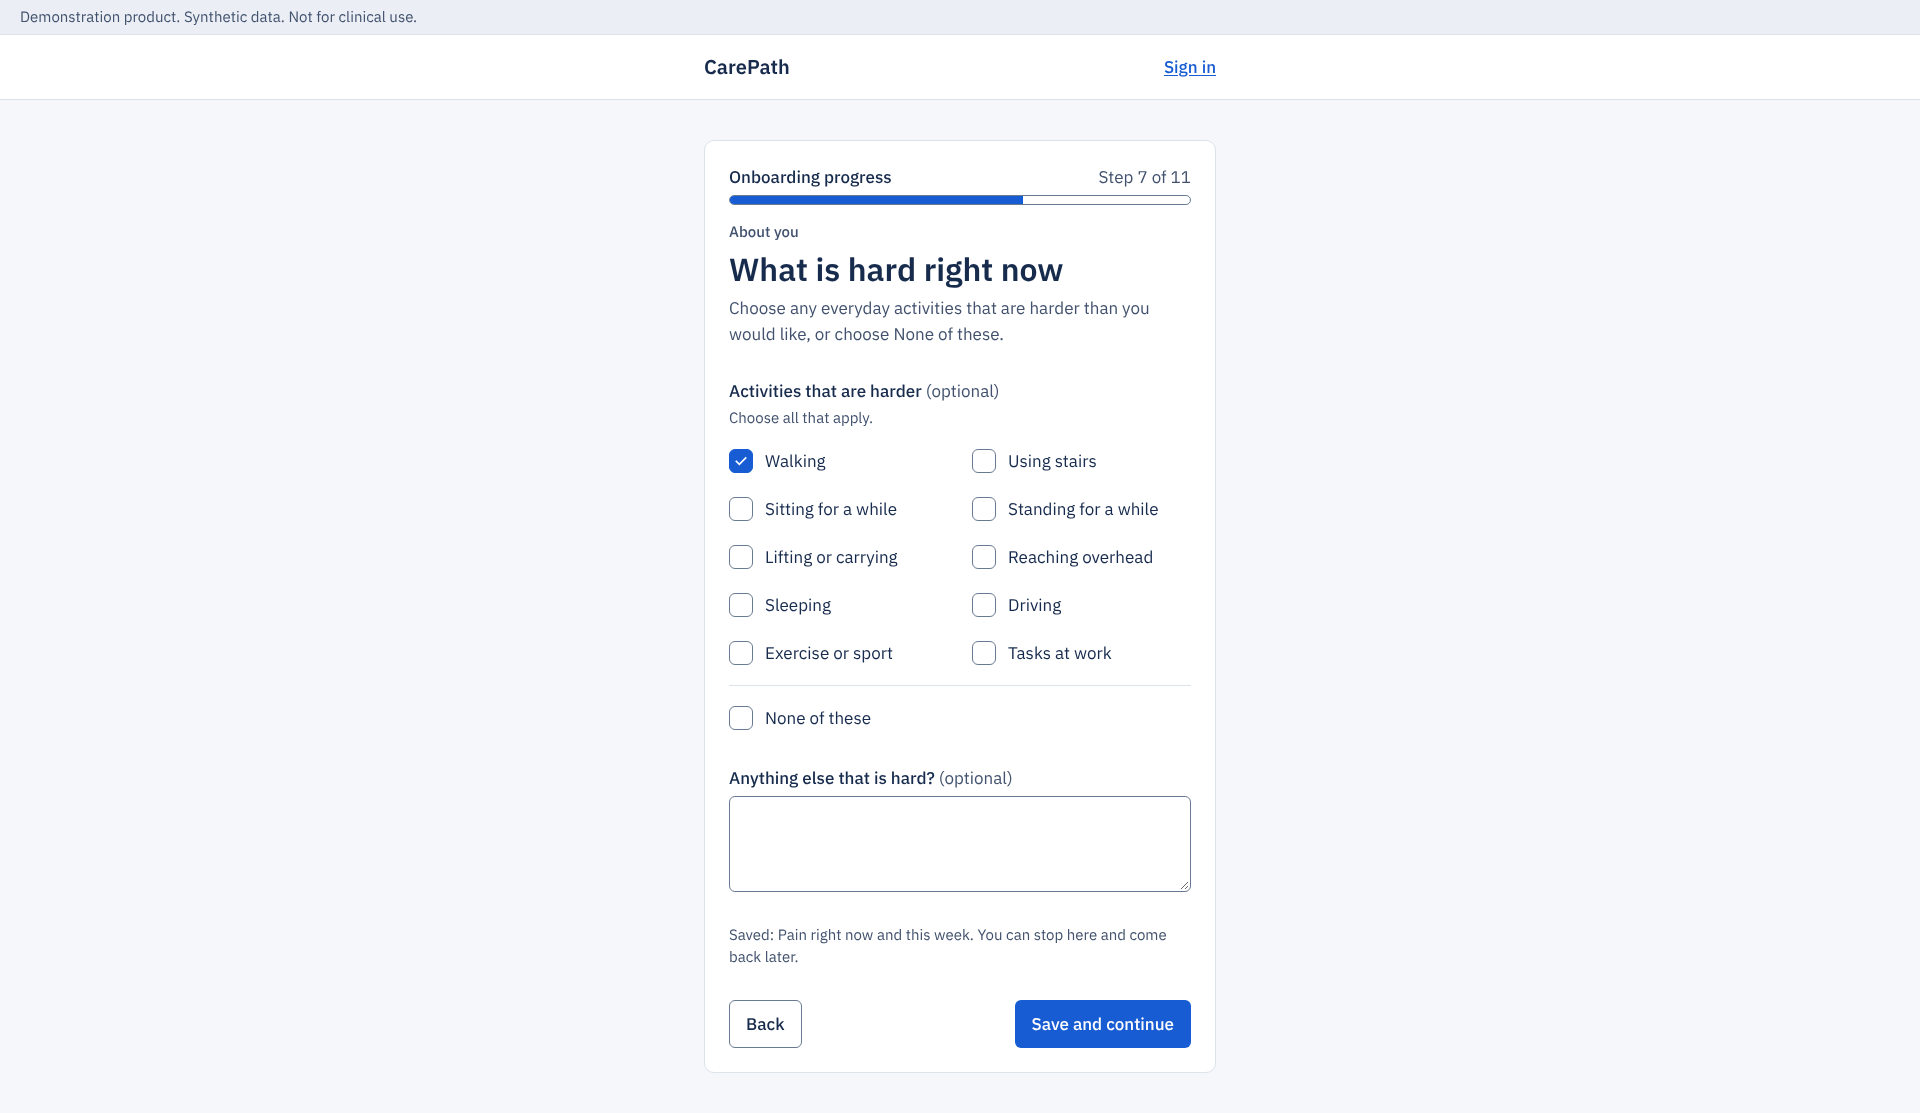 Demonstration product. Synthetic data. Not for clinical use.
CarePath
Sign in
Onboarding progress
Step 7 of 11
About you
What is hard right now
Choose any everyday activities that are harder than you
would like, or choose None of these.
Activities that are harder (optional)
Choose all that apply.
Walking
Using stairs
Sitting for a while
Standing for a while
Lifting or carrying
Reaching overhead
Sleeping
Driving
Exercise or sport
Tasks at work
None of these
Anything else that is hard? (optional)
Saved: Pain right now and this week. You can stop here and come
back later.
Back
Save and continue